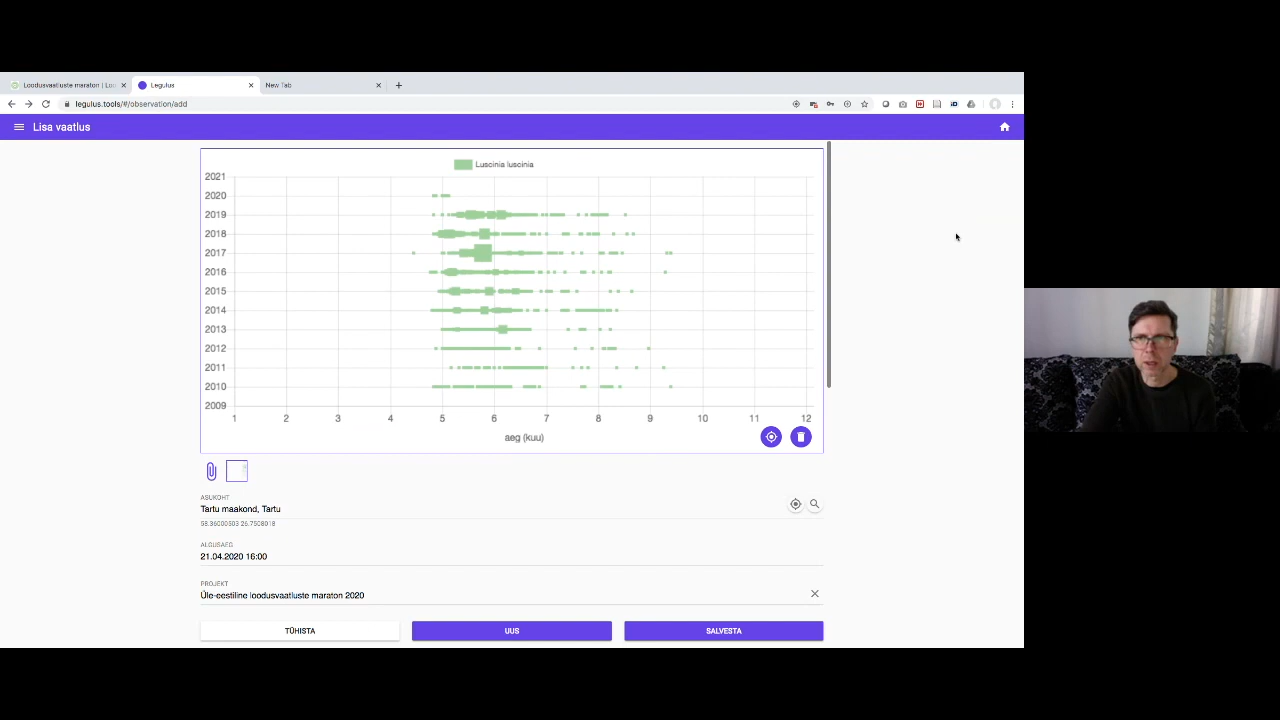 Loodusvaatluste maraton | Loo
Legulus
New Tab
legulus.tools/#/observation/add
Lisa vaatlus
Luscinia luscinia
2021
2020
2019
2018
2017
2016
2015
2014
2013
2012
2011
2010
2009
1 2 3 4 5 6 7 8 9 10 11 12
aeg (kuu)
ASUKOHT
Tartu maakond, Tartu
58.36000503 26.7508018
ALGUSAEG
21.04.2020 16:00
PROJEKT
Üle-eestiline loodusvaatluste maraton 2020
TÜHISTA UUS SALVESTA